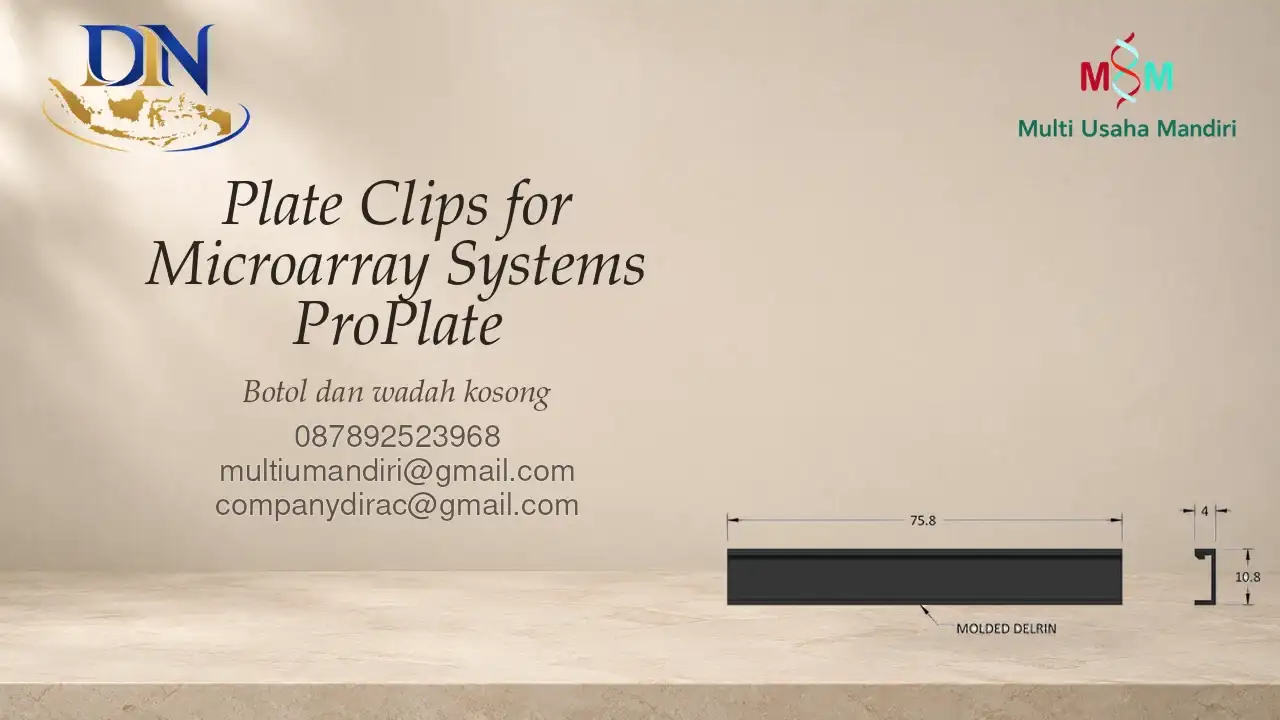 DIN
M M
Multi Usaha Mandiri
Plate Clips for
Microarray Systems
ProPlate
Botol dan wadah kosong
087892523968
multiumandiri@gmail.com
companydirac@gmail.com
75.8
4
10.8
MOLDED DELRIN